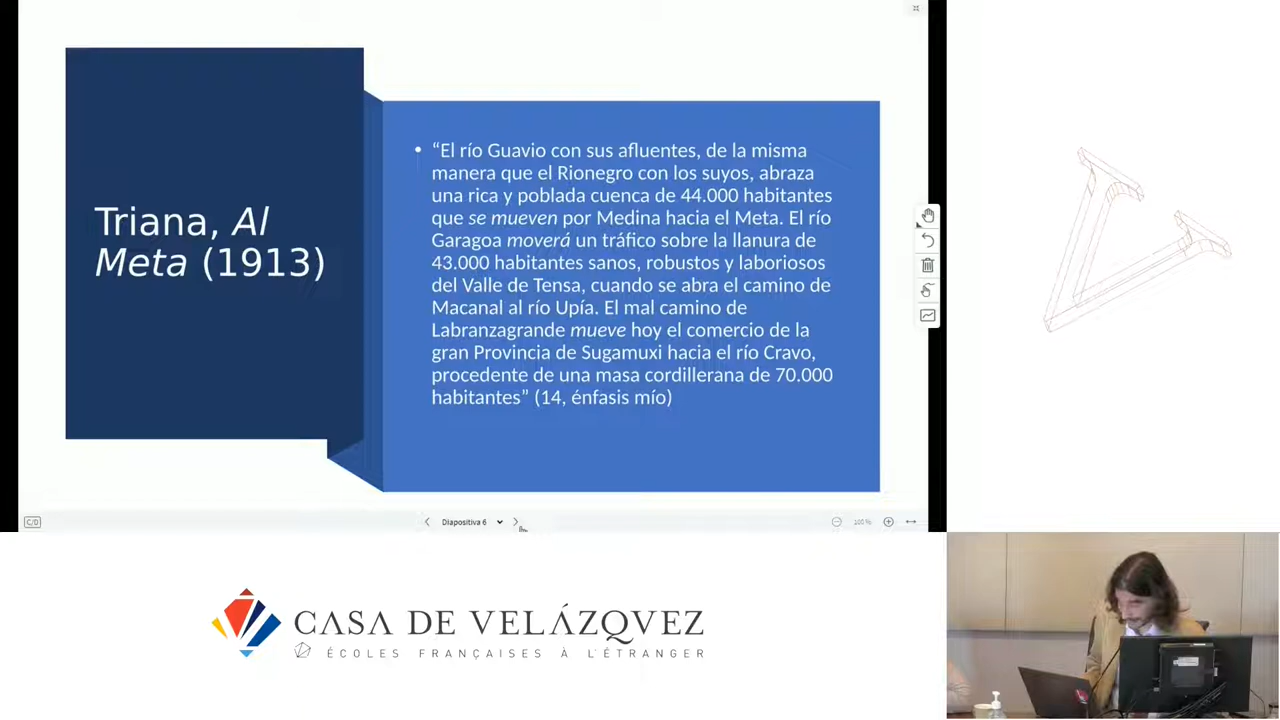 Triana, Al
Meta (1913)
• “El río Guavio con sus afluentes, de la misma
manera que el Rionegro con los suyos, abraza
una rica y poblada cuenca de 44.000 habitantes
que se mueven por Medina hacia el Meta. El río
Garagoa moverá un tráfico sobre la llanura de
43.000 habitantes sanos, robustos y laboriosos
del Valle de Tensa, cuando se abra el camino de
Macanal al río Upía. El mal camino de
Labranzagrande mueve hoy el comercio de la
gran Provincia de Sugamuxi hacia el río Cravo,
procedente de una masa cordillerana de 70.000
habitantes” (14, énfasis mío)
C/D
Diapositiva 6
100%
CASA DE VELÁZQVEZ
ÉCOLES FRANÇAISES À L'ÉTRANGER